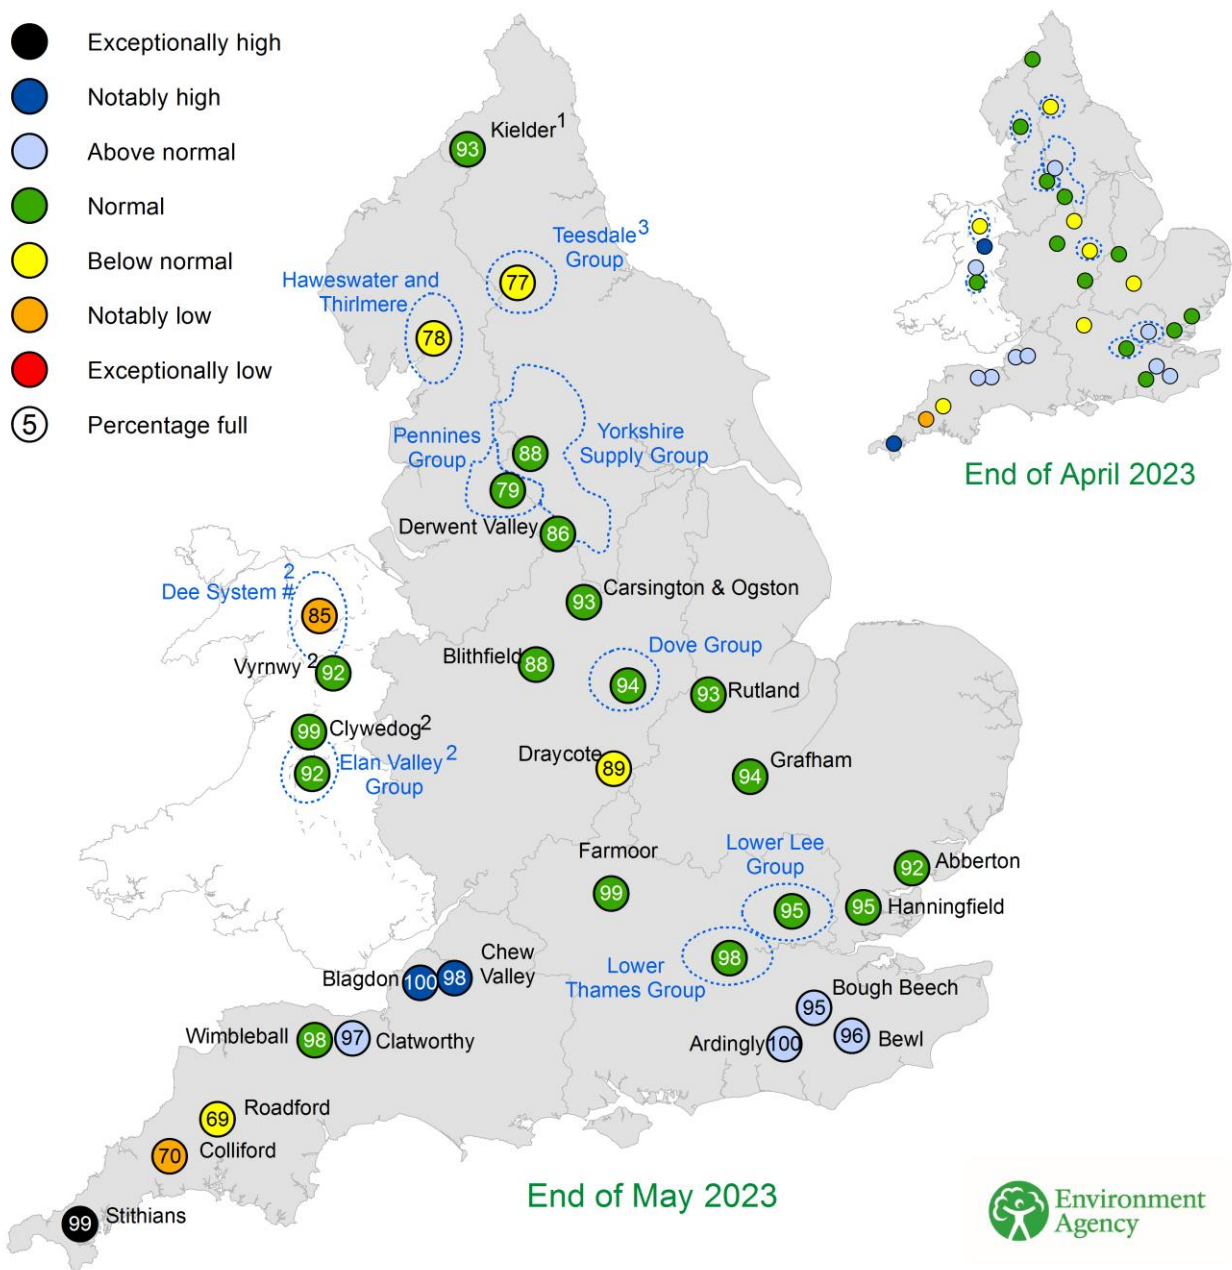 Exceptionally high
Notably high
Above normal
Normal
Below normal
Notably low
Exceptionally low
5 Percentage full
Kielder1
93
Teesdale3
Group
77
Haweswater and
Thirlmere
78
Pennines
Group
Yorkshire
Supply Group
88
79
Derwent Valley
86
End of April 2023
2
Dee System #
85
Carsington & Ogston
93
Vyrnwy 2
92
Blithfield
88
Dove Group
94
93
Rutland
99
Clywedog2
Elan Valley 2
Group
92
Draycote
89
Grafham
94
Farmoor
99
Lower Lee
Group
95
Abberton
92
95
Hanningfield
Lower
Thames Group
98
Blagdon
100
98
Chew
Valley
Bough Beech
95
Ardingly
100
96
Bewl
Wimbleball
98
97
Clatworthy
69
Roadford
70
Colliford
99
Stithians
End of May 2023
Environment
Agency